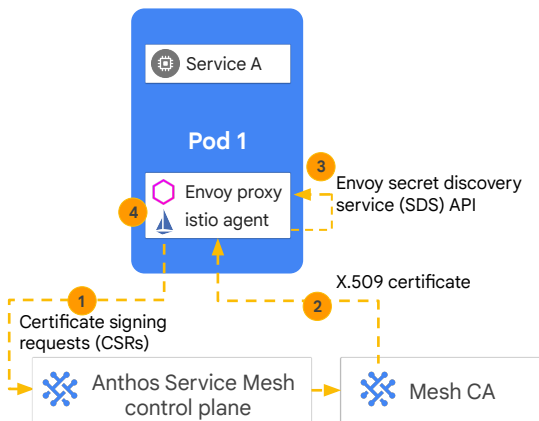 Service A
Pod 1
3
Envoy proxy
Envoy secret discovery
service (SDS) API
4
istio agent
X.509 certificate
1
2
Certificate signing
requests (CSRs)
Anthos Service Mesh
control plane
Mesh CA